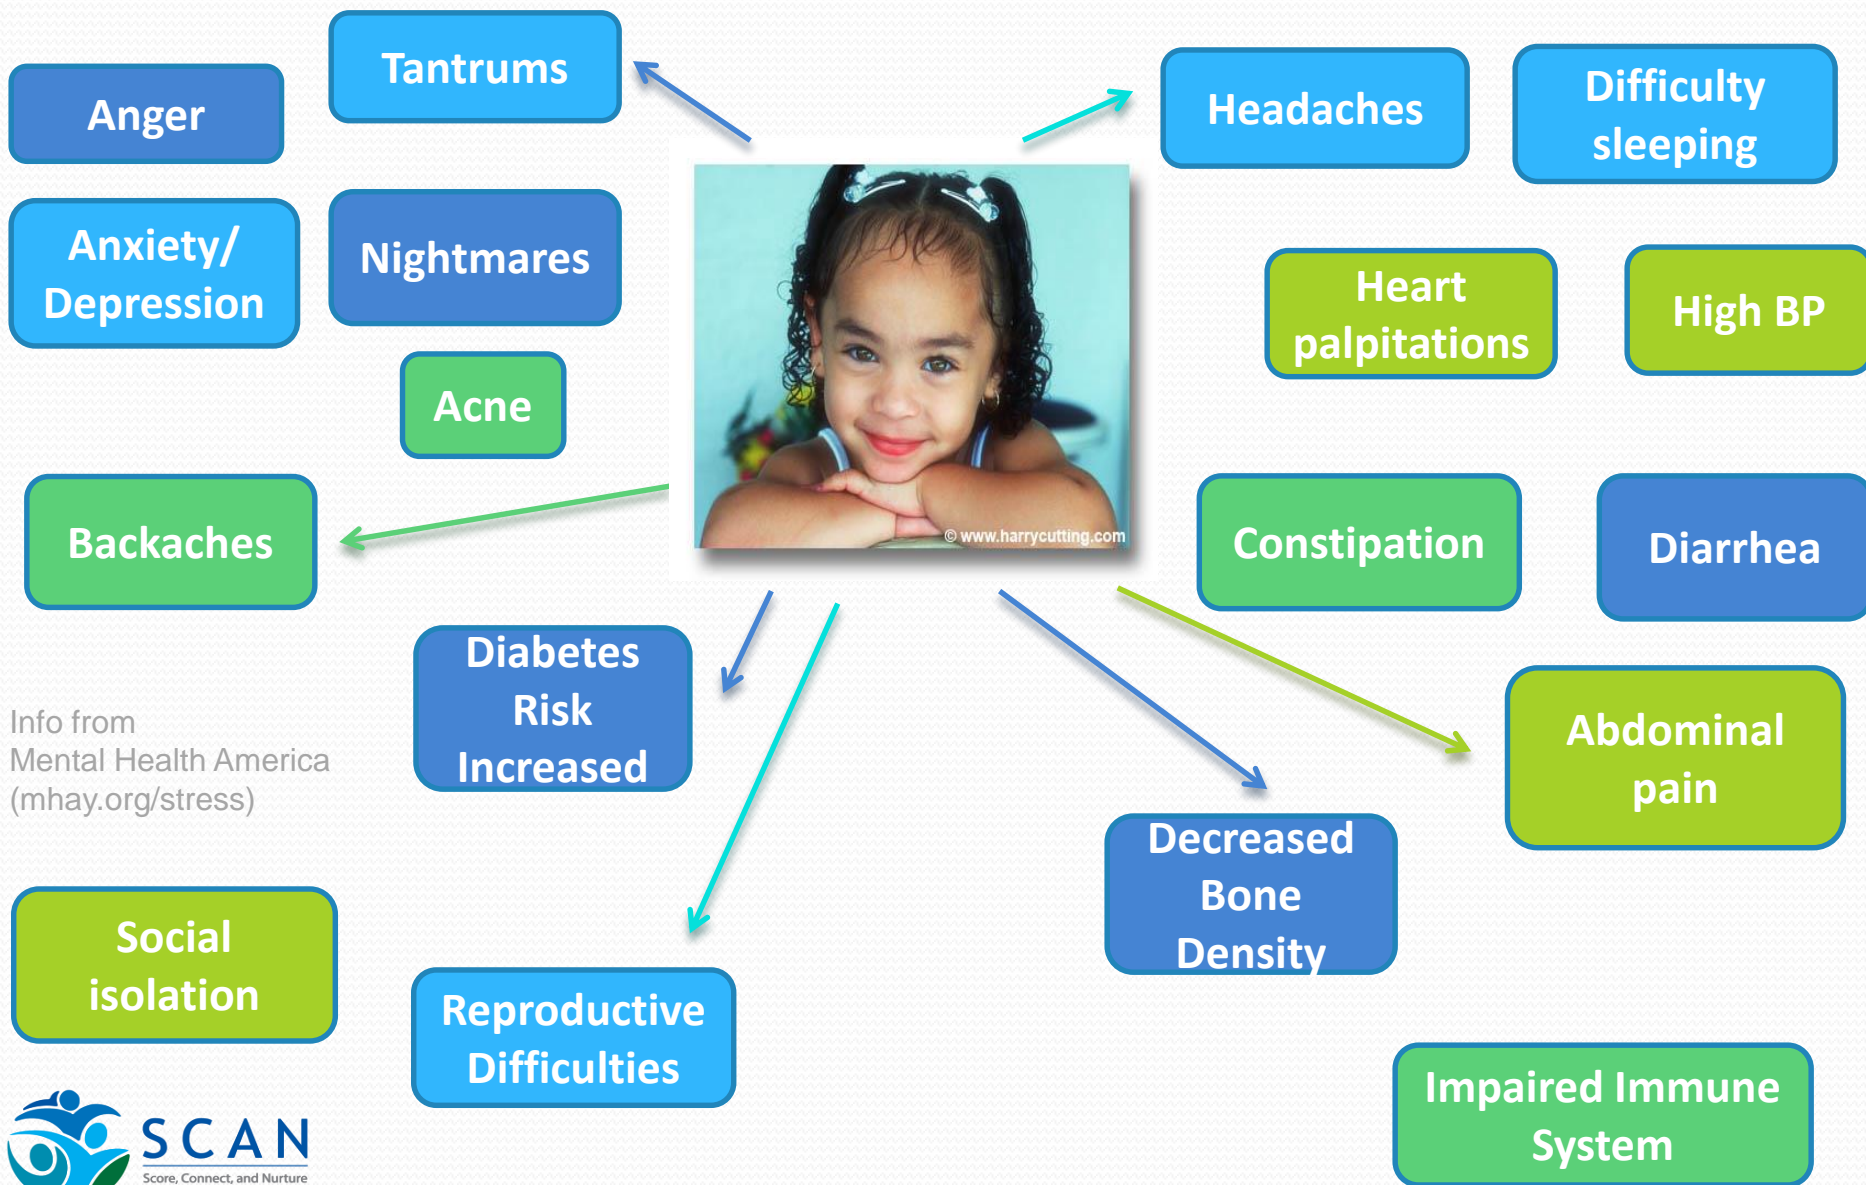 Tantrums
Anger
Headaches
Difficulty
sleeping
Anxiety/
Depression
Nightmares
Heart
palpitations
High BP
Acne
Backaches
© www.harrycutting.com
Constipation
Diarrhea
Diabetes
Risk
Increased
Info from
Mental Health America
(mhay.org/stress)
Abdominal
pain
Decreased
Bone
Density
Social
isolation
Reproductive
Difficulties
Impaired Immune
System
SCAN
Score, Connect, and Nurture